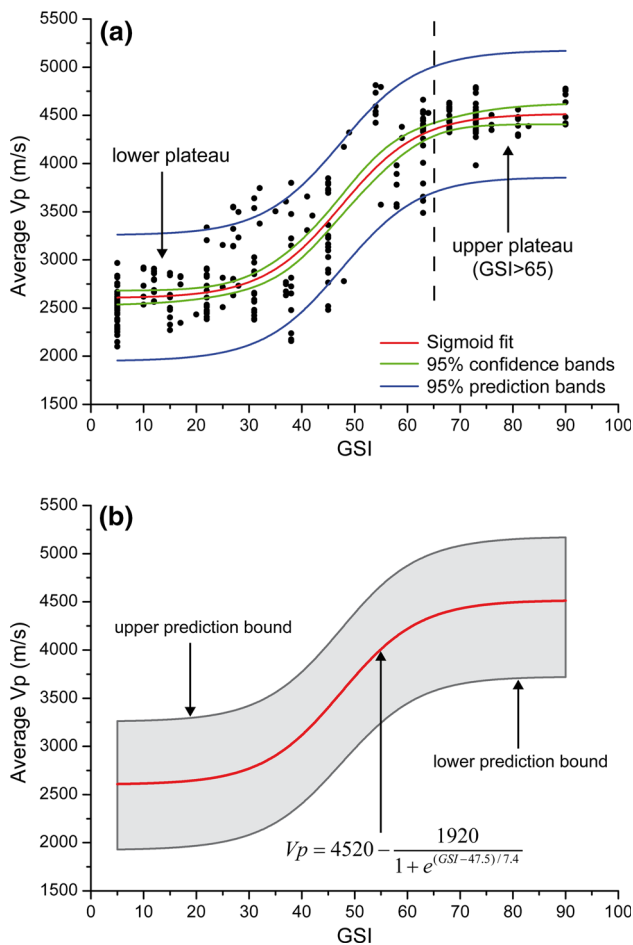 (a)
5500
5000
4500
4000
3500
3000
2500
2000
1500
Average Vp (m/s)
lower plateau
upper plateau
(GSI>65)
Sigmoid fit
95% confidence bands
95% prediction bands
0 10 20 30 40 50 60 70 80 90 100
GSI
(b)
5500
5000
4500
4000
3500
3000
2500
2000
1500
Average Vp (m/s)
upper prediction bound
lower prediction bound
Vp = 4520 − 1920 / 1 + e^(GSI−47.5)/7.4
0 10 20 30 40 50 60 70 80 90 100
GSI